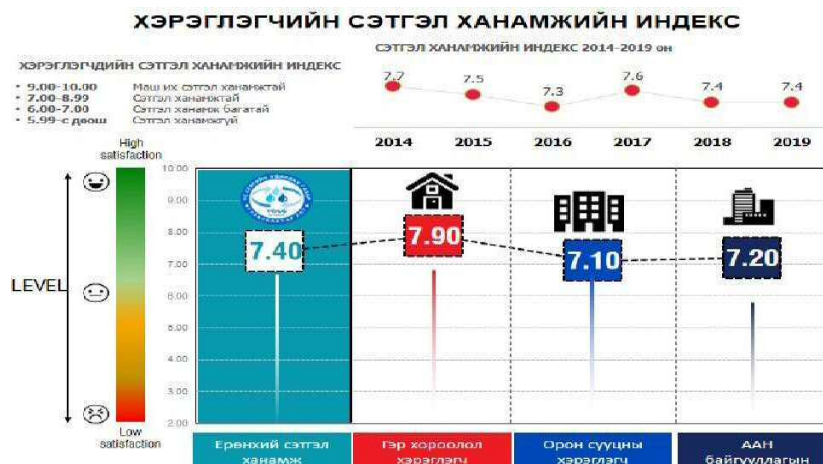 ХЭРЭГЛЭГЧИЙН СЭТГЭЛ ХАНАМЖИЙН ИНДЕКС
СЭТГЭЛ ХАНАМЖИЙН ИНДЕКС 2014-2019 он
ХЭРЭГЛЭГЧДИЙН СЭТГЭЛ ХАНАМЖИЙН ИНДЕКС
• 9.00-10.00 Маш их сэтгэл ханамжтай
• 7.00-8.99 Сэтгэл ханамжтай
• 6.00-7.00 Сэтгэл ханамж багатай
• 5.99-с доош Сэтгэл ханамжгүй
7.7 7.5 7.3 7.6 7.4 7.4
2014 2015 2016 2017 2018 2019
High
satisfaction
10.00
9.00
8.00
7.00
6.00
5.00
4.00
3.00
2.00
LEVEL
Low
satisfaction
7.40 7.90 7.10 7.20
Ерөнхий сэтгэл
ханамж
Гэр хороолол
хэрэглэгч
Орон сууцны
хэрэглэгч
ААН
байгууллагын